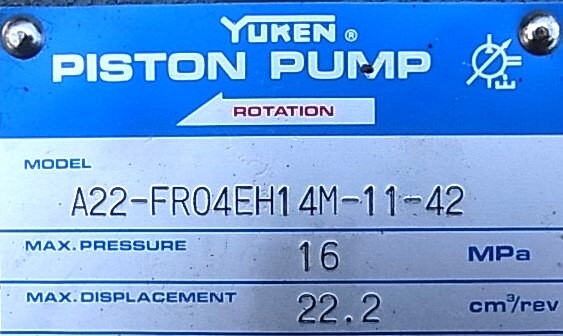 YUKEN ®
PISTON PUMP
ROTATION
MODEL
A22-FR04EH14M-11-42
MAX. PRESSURE 16 MPa
MAX. DISPLACEMENT 22.2 cm³/rev